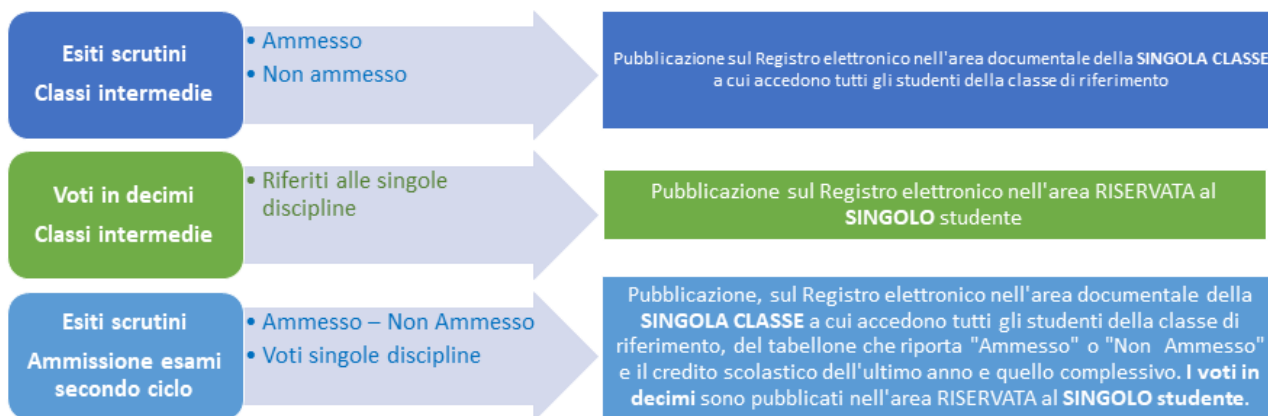 Esiti scrutini
Classi intermedie
• Ammesso
• Non ammesso
Pubblicazione sul Registro elettronico nell'area documentale della SINGOLA CLASSE
a cui accedono tutti gli studenti della classe di riferimento
Voti in decimi
Classi intermedie
• Riferiti alle singole
discipline
Pubblicazione sul Registro elettronico nell'area RISERVATA al
SINGOLO studente
Esiti scrutini
Ammissione esami
secondo ciclo
• Ammesso – Non Ammesso
• Voti singole discipline
Pubblicazione, sul Registro elettronico nell'area documentale della
SINGOLA CLASSE a cui accedono tutti gli studenti della classe di
riferimento, del tabellone che riporta "Ammesso" o "Non Ammesso"
e il credito scolastico dell'ultimo anno e quello complessivo. I voti in
decimi sono pubblicati nell'area RISERVATA al SINGOLO studente.